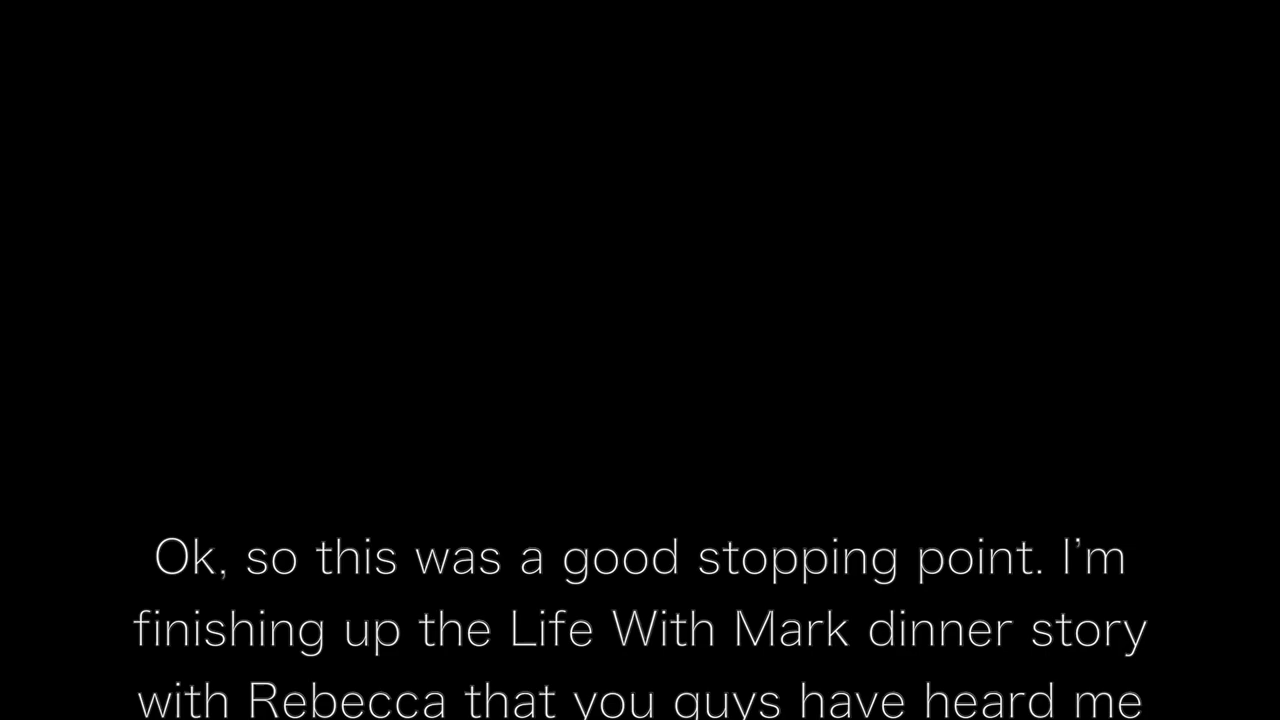 Ok, so this was a good stopping point. I’m
finishing up the Life With Mark dinner story
with Rebecca that you guys have heard me